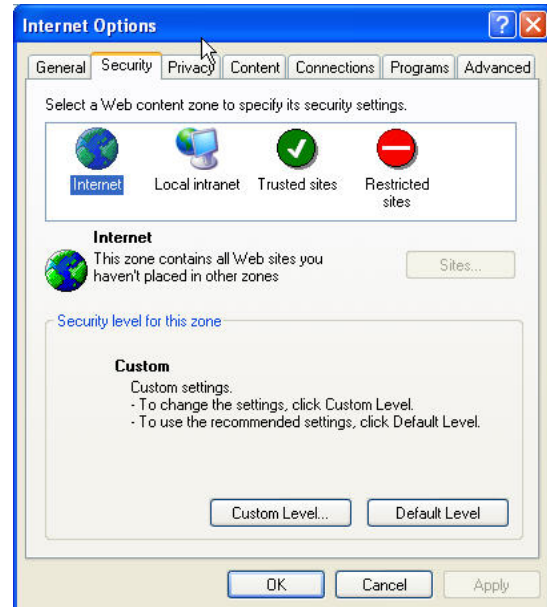 Internet Options
General Security Privacy Content Connections Programs Advanced
Select a Web content zone to specify its security settings.
Internet Local intranet Trusted sites Restricted
sites
Internet
This zone contains all Web sites you
haven't placed in other zones
Sites...
Security level for this zone
Custom
Custom settings.
- To change the settings, click Custom Level.
- To use the recommended settings, click Default Level.
Custom Level... Default Level
OK Cancel Apply